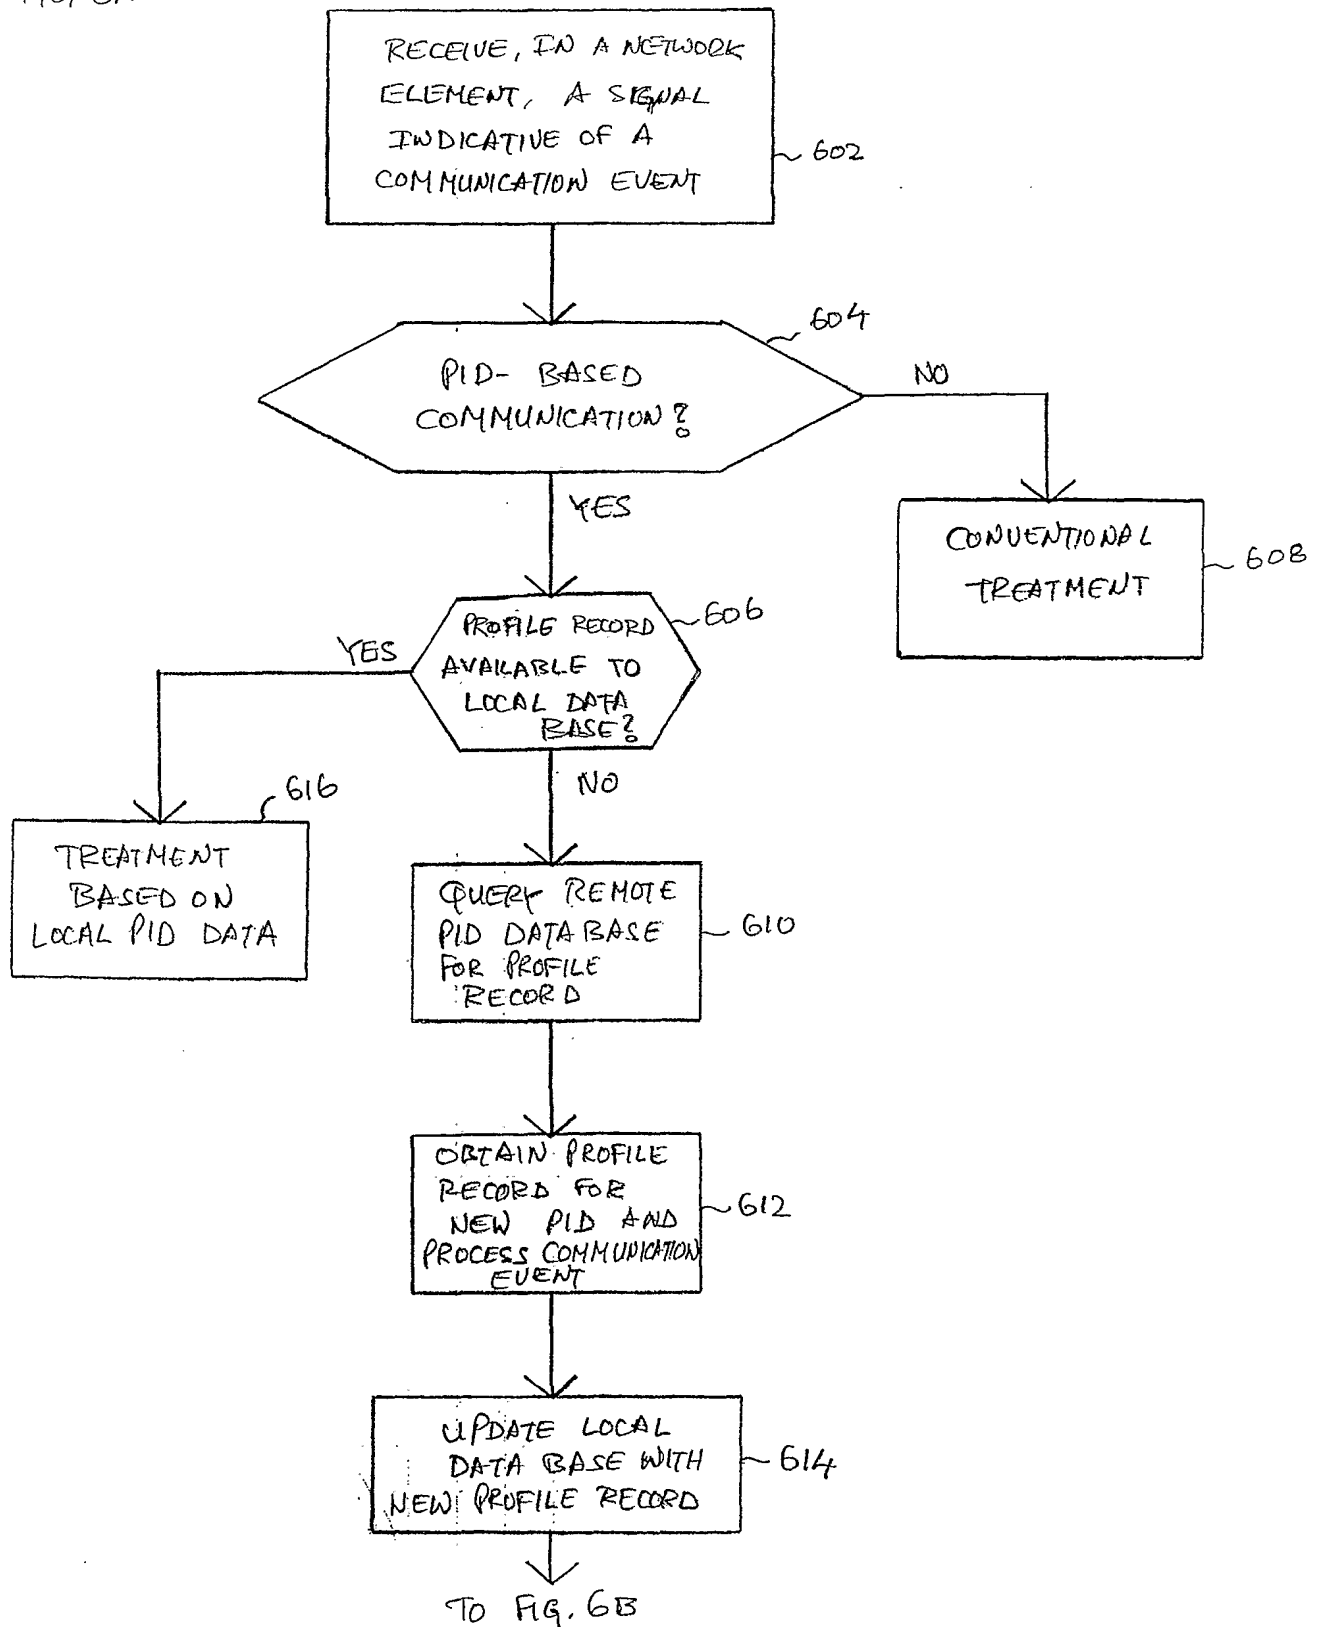 RECEIVE, IN A NETWORK
ELEMENT, A SIGNAL
INDICATIVE OF A
COMMUNICATION EVENT
602
604
PID-BASED
COMMUNICATION?
NO
YES
CONVENTIONAL
TREATMENT
608
606
PROFILE RECORD
AVAILABLE TO
LOCAL DATA
BASE?
YES
NO
616
TREATMENT
BASED ON
LOCAL PID DATA
QUERY REMOTE
PID DATABASE
FOR PROFILE
RECORD
610
OBTAIN PROFILE
RECORD FOR
NEW PID AND
PROCESS COMMUNICATION
EVENT
612
UPDATE LOCAL
DATA BASE WITH
NEW PROFILE RECORD
614
TO FIG. 6B